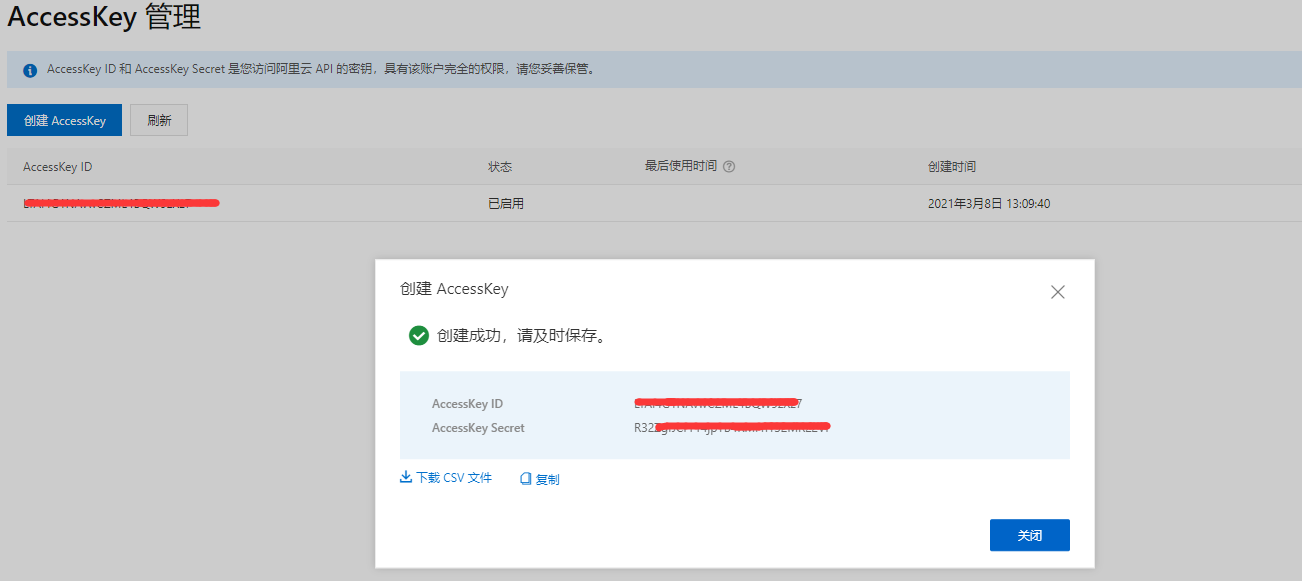 AccessKey 管理
AccessKey ID 和 AccessKey Secret 是您访问阿里云 API 的密钥，具有该账户完全的权限，请您妥善保管。
创建 AccessKey 刷新
AccessKey ID 状态 最后使用时间 创建时间
已启用 2021年3月8日 13:09:40
创建 AccessKey
创建成功，请及时保存。
AccessKey ID
AccessKey Secret
下载 CSV 文件 复制
关闭